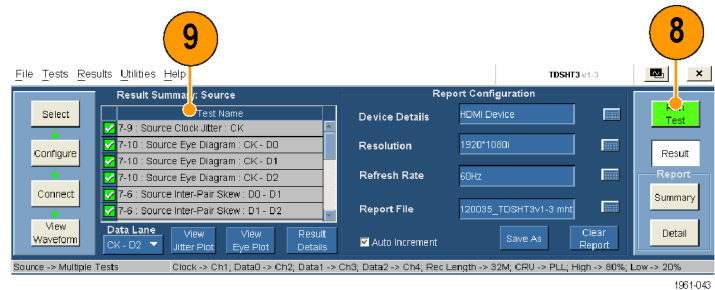 9
8
File Tests Results Utilities Help
TDSHT3 v1-3
Result Summary: Source
Report Configuration
Select
Configure
Connect
View
Waveform
Test Name
7-9 : Source Clock Jitter : CK
7-10 : Source Eye Diagram : CK - D0
7-10 : Source Eye Diagram : CK - D1
7-10 : Source Eye Diagram : CK - D2
7-6 : Source Inter-Pair Skew : D0 - D1
7-6 : Source Inter-Pair Skew : D1 - D2
Data Lane
CK - D2
View
Jitter Plot
View
Eye Plot
Result
Details
Device Details
HDMI Device
Resolution
1920*1080i
Refresh Rate
60Hz
Report File
120035_TDSHT3v1-3.mht
Auto Increment
Save As
Clear
Report
Test
Result
Report
Summary
Detail
Source -> Multiple Tests
Clock -> Ch1; Data0 -> Ch2; Data1 -> Ch3; Data2 -> Ch4; Rec Length -> 32M; CRU -> PLL; High -> 80%; Low -> 20%
1961-043